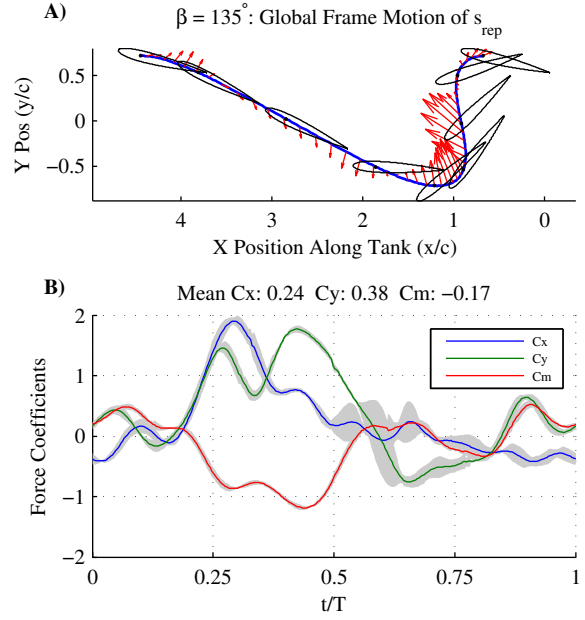 A)
β = 135°: Global Frame Motion of s_rep
0.5
0
−0.5
Y Pos (y/c)
4 3 2 1 0
X Position Along Tank (x/c)
B)
Mean Cx: 0.24 Cy: 0.38 Cm: −0.17
2
1
0
−1
−2
Force Coefficients
Cx
Cy
Cm
0 0.25 0.5 0.75 1
t/T